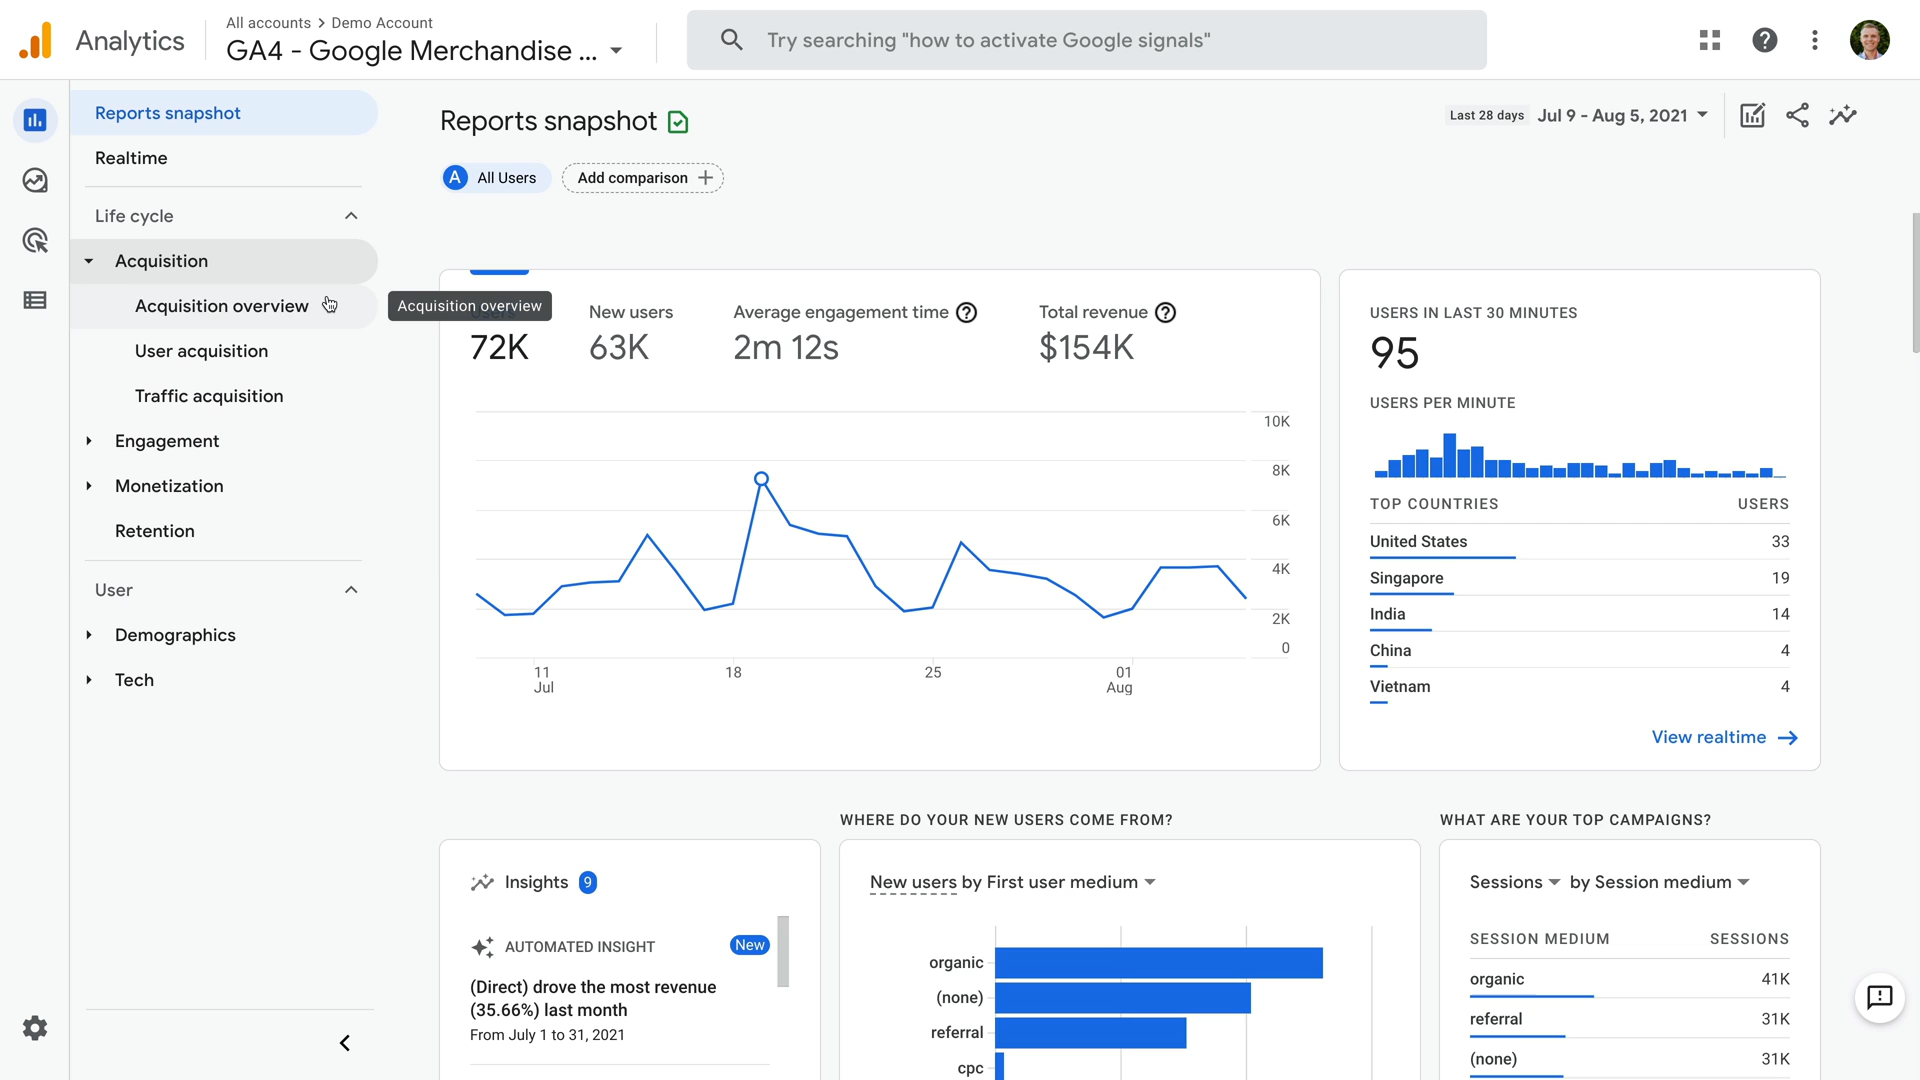 Analytics
All accounts > Demo Account
GA4 - Google Merchandise ...
Try searching "how to activate Google signals"
Reports snapshot
Realtime
Life cycle
Acquisition
Acquisition overview
User acquisition
Traffic acquisition
Engagement
Monetization
Retention
User
Demographics
Tech
Reports snapshot
Last 28 days Jul 9 - Aug 5, 2021
A All Users
Add comparison +
Acquisition overview
72K
New users
63K
Average engagement time
2m 12s
Total revenue
$154K
10K
8K
6K
4K
2K
0
11
Jul
18
25
01
Aug
USERS IN LAST 30 MINUTES
95
USERS PER MINUTE
TOP COUNTRIES USERS
United States 33
Singapore 19
India 14
China 4
Vietnam 4
View realtime
Insights 9
AUTOMATED INSIGHT New
(Direct) drove the most revenue
(35.66%) last month
From July 1 to 31, 2021
WHERE DO YOUR NEW USERS COME FROM?
New users by First user medium
organic
(none)
referral
cpc
WHAT ARE YOUR TOP CAMPAIGNS?
Sessions by Session medium
SESSION MEDIUM SESSIONS
organic 41K
referral 31K
(none) 31K